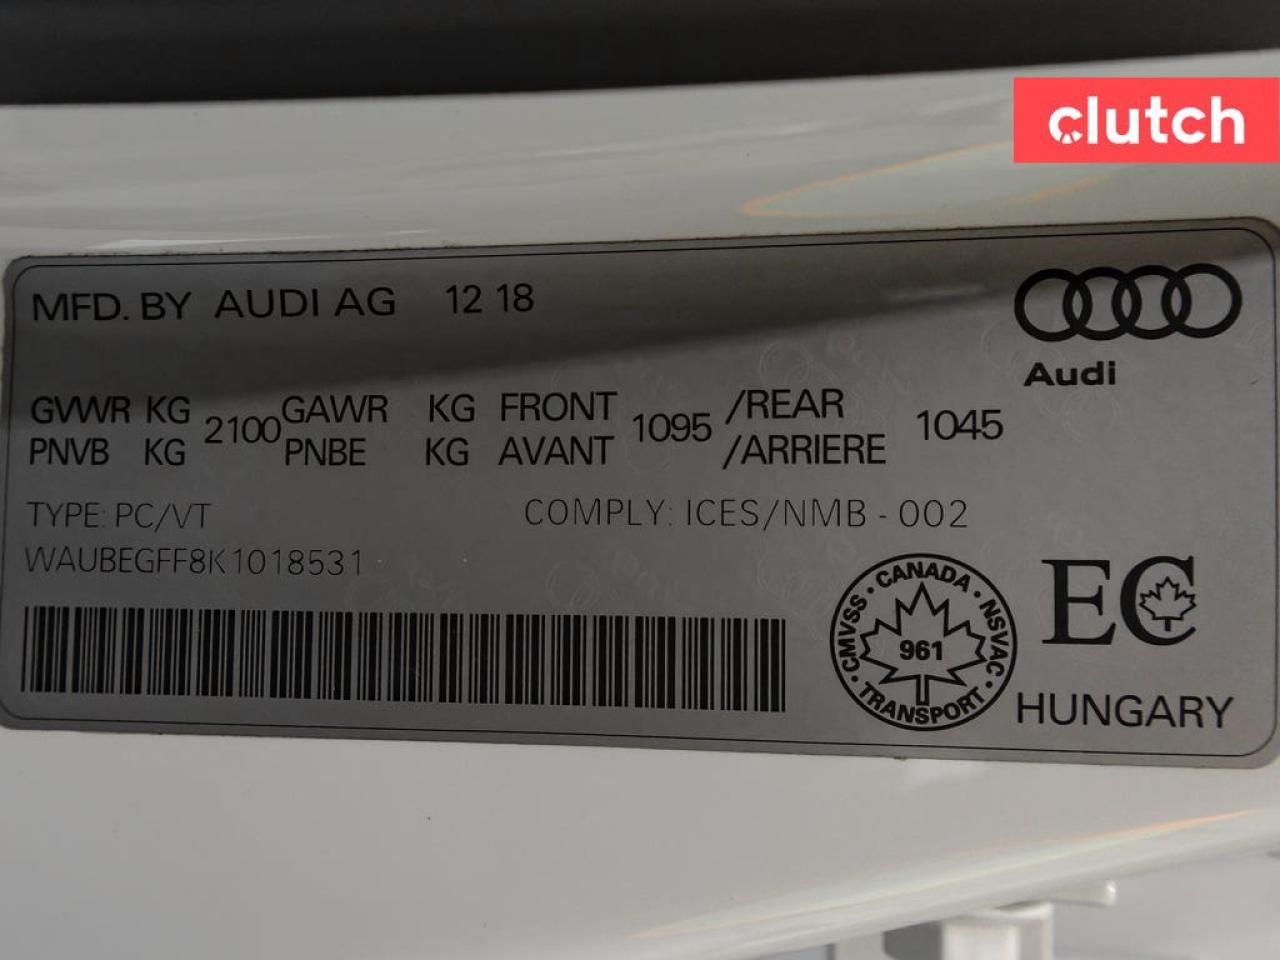 clutch
MFD. BY AUDI AG 12 18
Audi
GVWR KG 2100 GAWR KG FRONT 1095 /REAR 1045
PNVB KG PNBE KG AVANT /ARRIERE
TYPE: PC/VT COMPLY: ICES/NMB - 002
WAUBEGFF8K1018531
CMVSS · CANADA · NSVAC · TRANSPORT ·
961
EC
HUNGARY